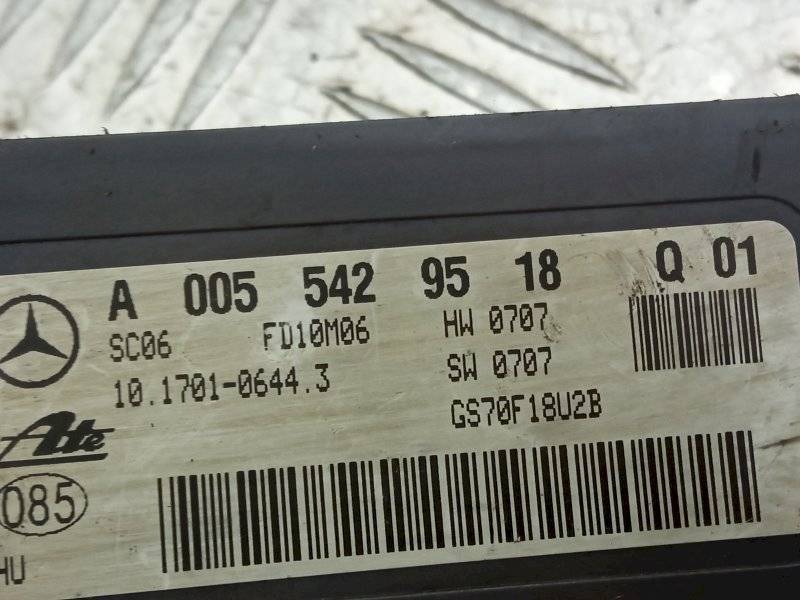 A 005 542 95 18 Q 01
SC06 FD10M06 HW 0707
10.1701-0644.3 SW 0707
Ate GS70F18U2B
085
HU